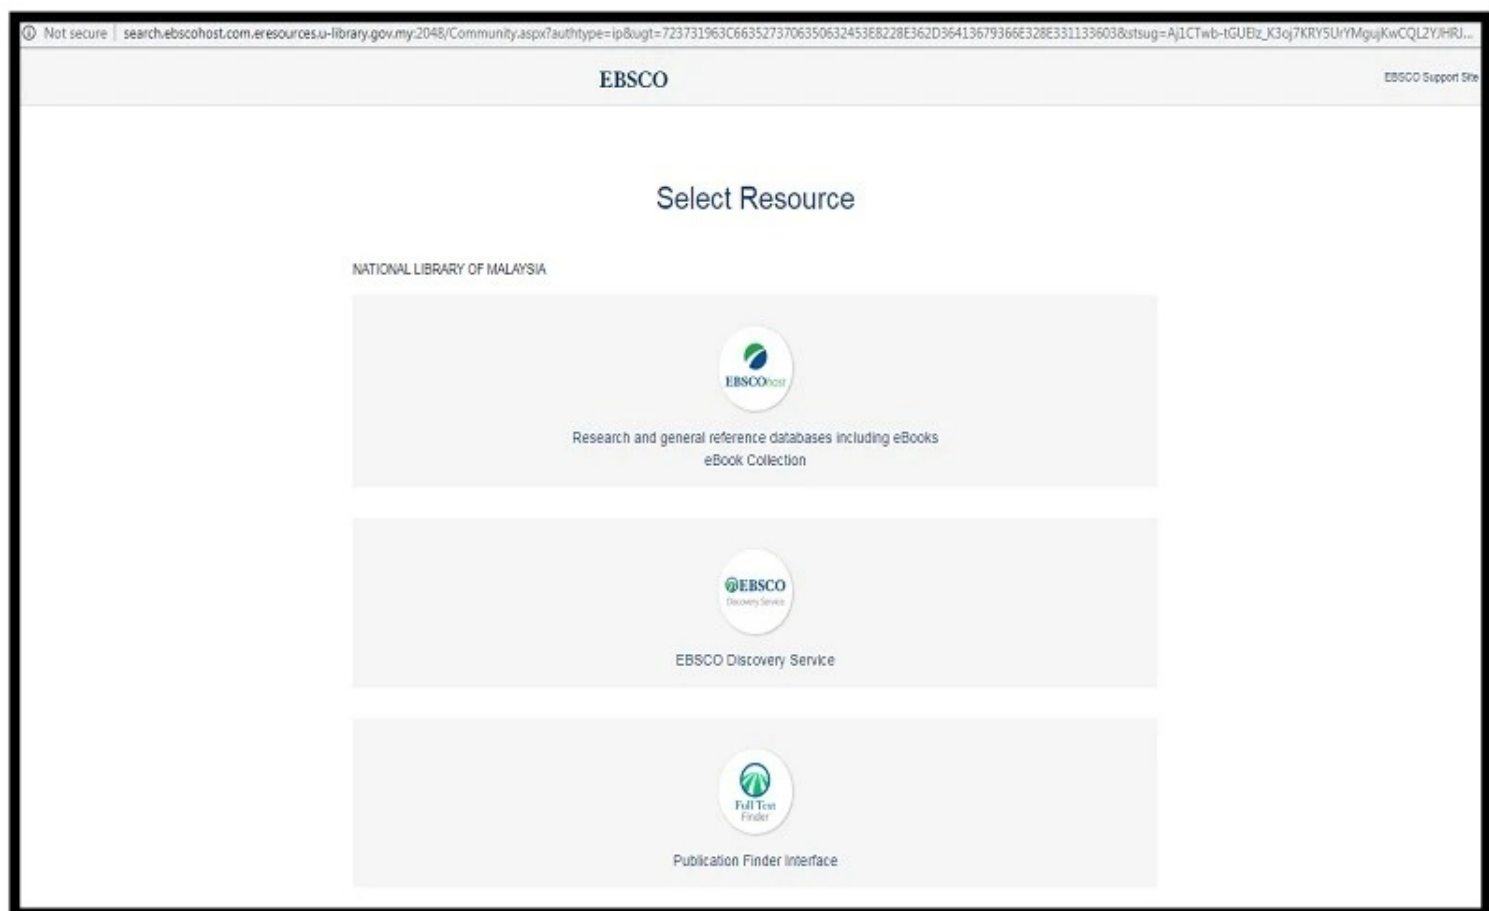 Not secure | search.ebscohost.com.eresources.u-library.gov.my:2048/Community.aspx?authtype=ip&ugt=723731963C6635273706350632453E8228E362D36413679366E328E331133603&stsug=Aj1CTwb-tGUElz_K3oj7KRY5UrYMgujKwCQL2YJHRJ...
EBSCO
EBSCO Support Site
Select Resource
NATIONAL LIBRARY OF MALAYSIA
EBSCOhost
Research and general reference databases including eBooks
eBook Collection
EBSCO
Discovery Service
EBSCO Discovery Service
Full Text
Finder
Publication Finder Interface